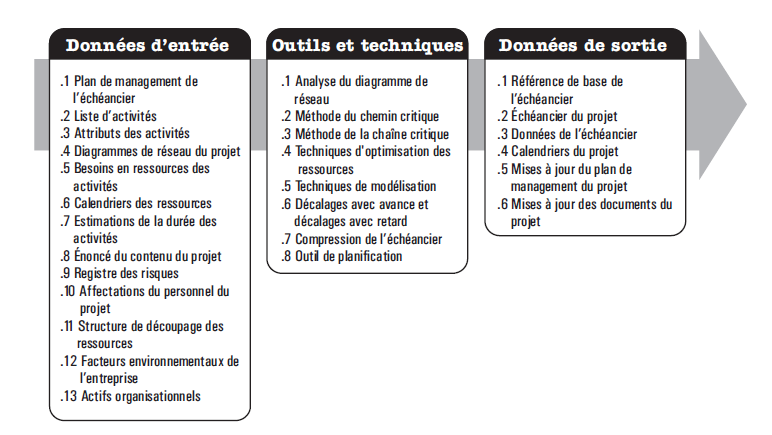 Données d'entrée
.1 Plan de management de
l'échéancier
.2 Liste d'activités
.3 Attributs des activités
.4 Diagrammes de réseau du projet
.5 Besoins en ressources des
activités
.6 Calendriers des ressources
.7 Estimations de la durée des
activités
.8 Énoncé du contenu du projet
.9 Registre des risques
.10 Affectations du personnel du
projet
.11 Structure de découpage des
ressources
.12 Facteurs environnementaux de
l'entreprise
.13 Actifs organisationnels
Outils et techniques
.1 Analyse du diagramme de
réseau
.2 Méthode du chemin critique
.3 Méthode de la chaîne critique
.4 Techniques d'optimisation des
ressources
.5 Techniques de modélisation
.6 Décalages avec avance et
décalages avec retard
.7 Compression de l'échéancier
.8 Outil de planification
Données de sortie
.1 Référence de base de
l'échéancier
.2 Échéancier du projet
.3 Données de l'échéancier
.4 Calendriers du projet
.5 Mises à jour du plan de
management du projet
.6 Mises à jour des documents du
projet